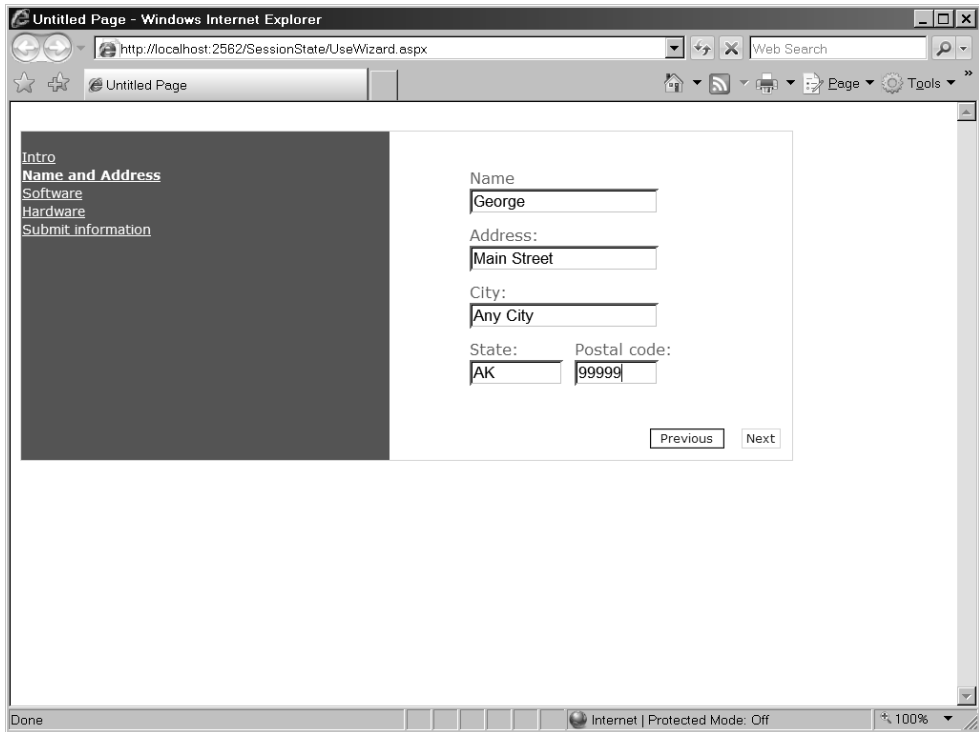 Untitled Page - Windows Internet Explorer
http://localhost:2562/SessionState/UseWizard.aspx
Web Search
Untitled Page
Page
Tools
Intro
Name and Address
Software
Hardware
Submit information
Name
George
Address:
Main Street
City:
Any City
State: Postal code:
AK 99999
Previous Next
Done
Internet | Protected Mode: Off
100%